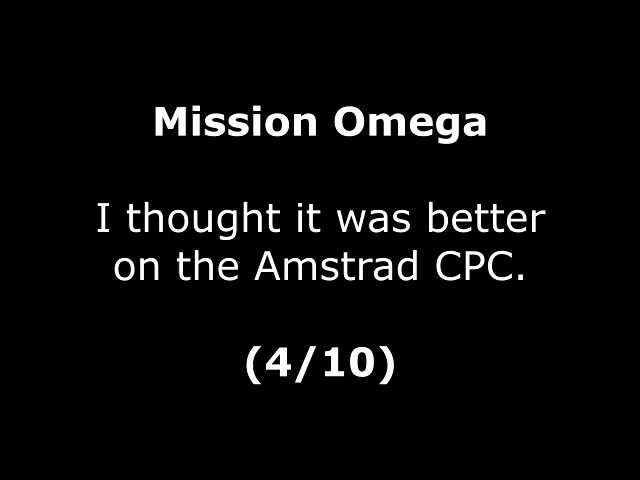 Mission Omega
I thought it was better
on the Amstrad CPC.
(4/10)